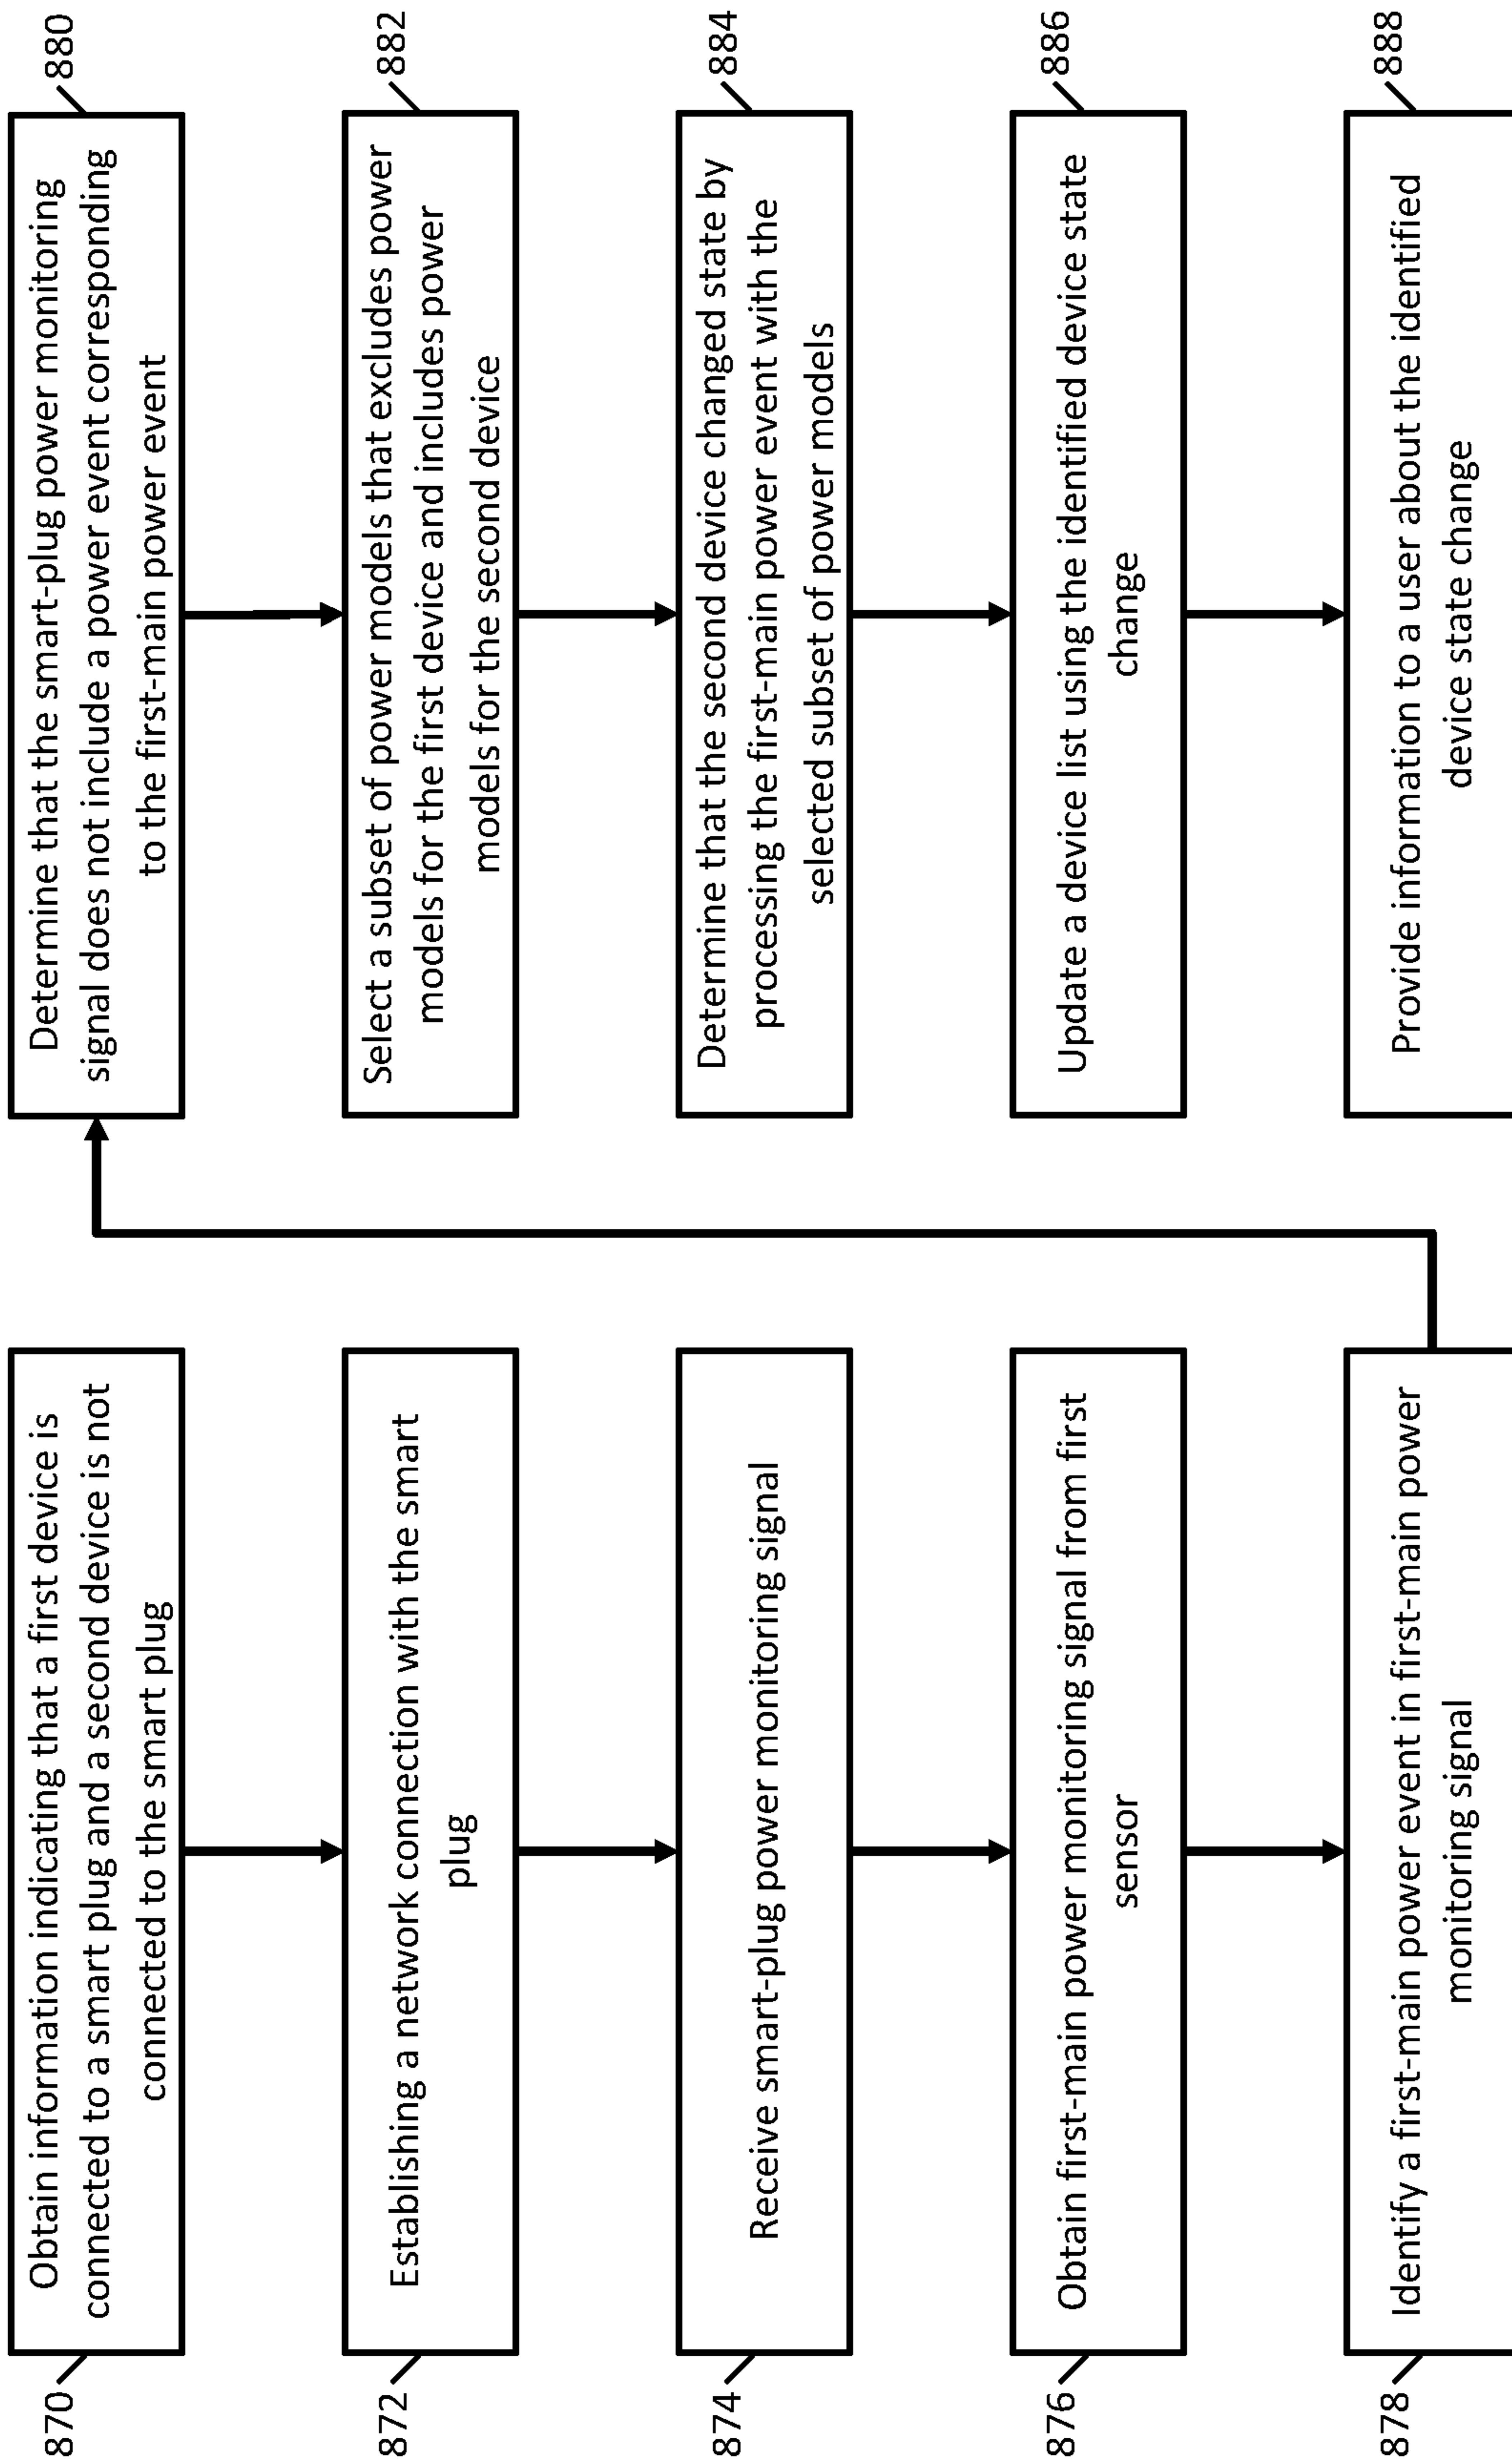 870
Obtain information indicating that a first device is
connected to a smart plug and a second device is not
connected to the smart plug
872
Establishing a network connection with the smart
plug
874
Receive smart-plug power monitoring signal
876
Obtain first-main power monitoring signal from first
sensor
878
Identify a first-main power event in first-main power
monitoring signal
880
Determine that the smart-plug power monitoring
signal does not include a power event corresponding
to the first-main power event
882
Select a subset of power models that excludes power
models for the first device and includes power
models for the second device
884
Determine that the second device changed state by
processing the first-main power event with the
selected subset of power models
886
Update a device list using the identified device state
change
888
Provide information to a user about the identified
device state change